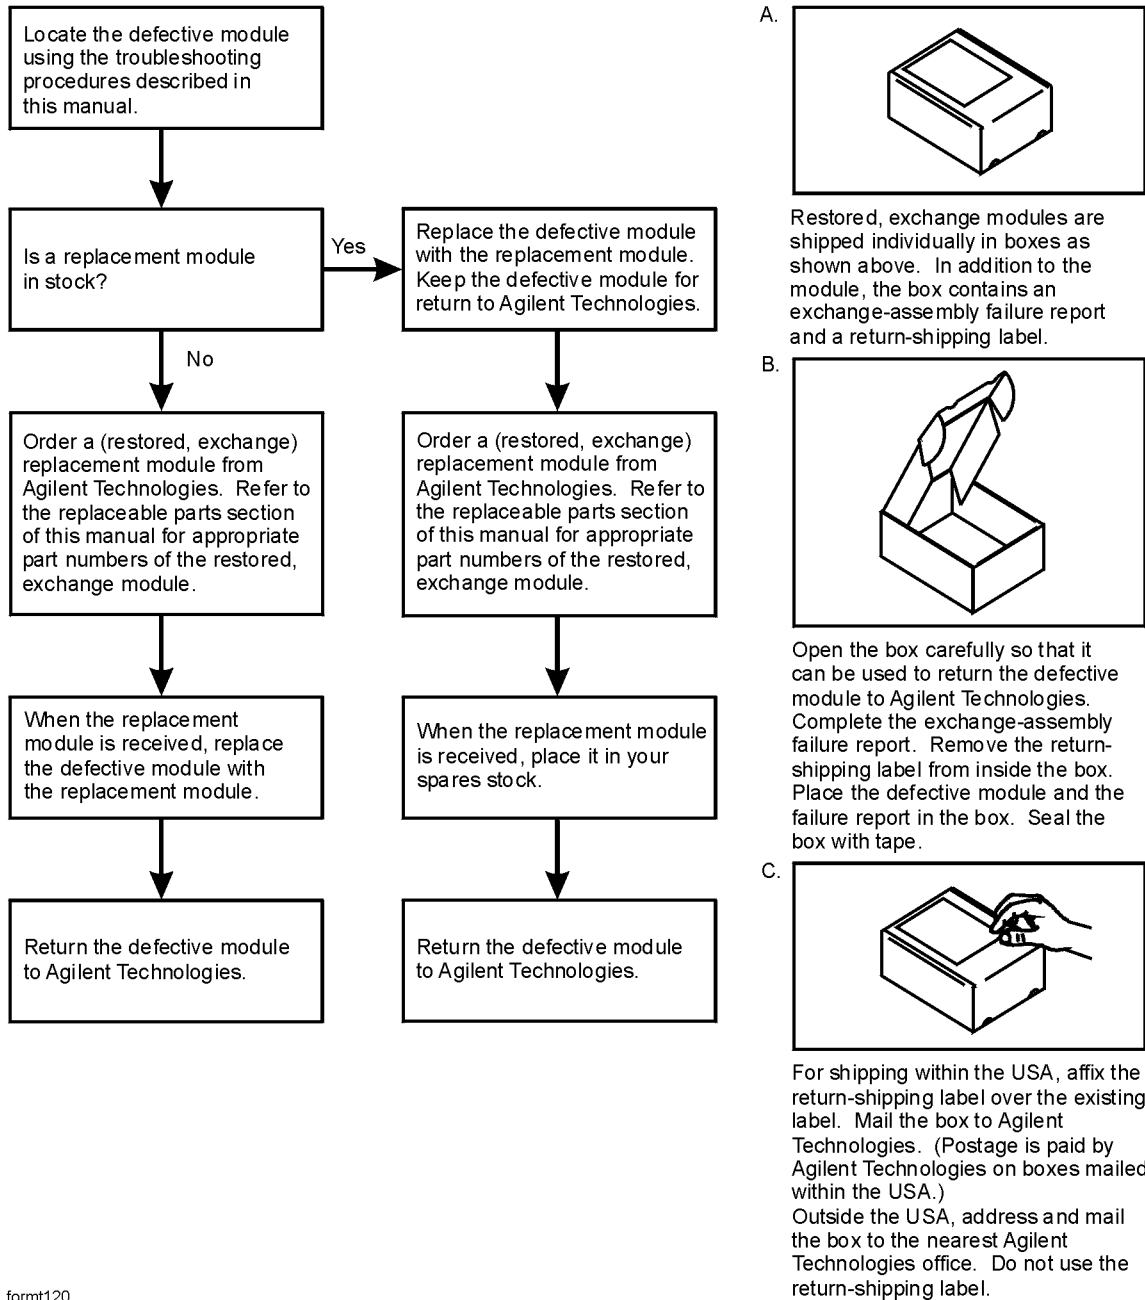 Locate the defective module
using the troubleshooting
procedures described in
this manual.
Is a replacement module
in stock?
Yes
Replace the defective module
with the replacement module.
Keep the defective module for
return to Agilent Technologies.
No
Order a (restored, exchange)
replacement module from
Agilent Technologies.  Refer to
the replaceable parts section
of this manual for appropriate
part numbers of the restored,
exchange module.
Order a (restored, exchange)
replacement module from
Agilent Technologies.  Refer to
the replaceable parts section
of this manual for appropriate
part numbers of the restored,
exchange module.
When the replacement
module is received, replace
the defective module with
the replacement module.
When the replacement module
is received, place it in your
spares stock.
Return the defective module
to Agilent Technologies.
Return the defective module
to Agilent Technologies.
A.
Restored, exchange modules are
shipped individually in boxes as
shown above.  In addition to the
module, the box contains an
exchange-assembly failure report
and a return-shipping label.
B.
Open the box carefully so that it
can be used to return the defective
module to Agilent Technologies.
Complete the exchange-assembly
failure report.  Remove the return-
shipping label from inside the box.
Place the defective module and the
failure report in the box.  Seal the
box with tape.
C.
For shipping within the USA, affix the
return-shipping label over the existing
label.  Mail the box to Agilent
Technologies.  (Postage is paid by
Agilent Technologies on boxes mailed
within the USA.)
Outside the USA, address and mail
the box to the nearest Agilent
Technologies office.  Do not use the
return-shipping label.
formt120